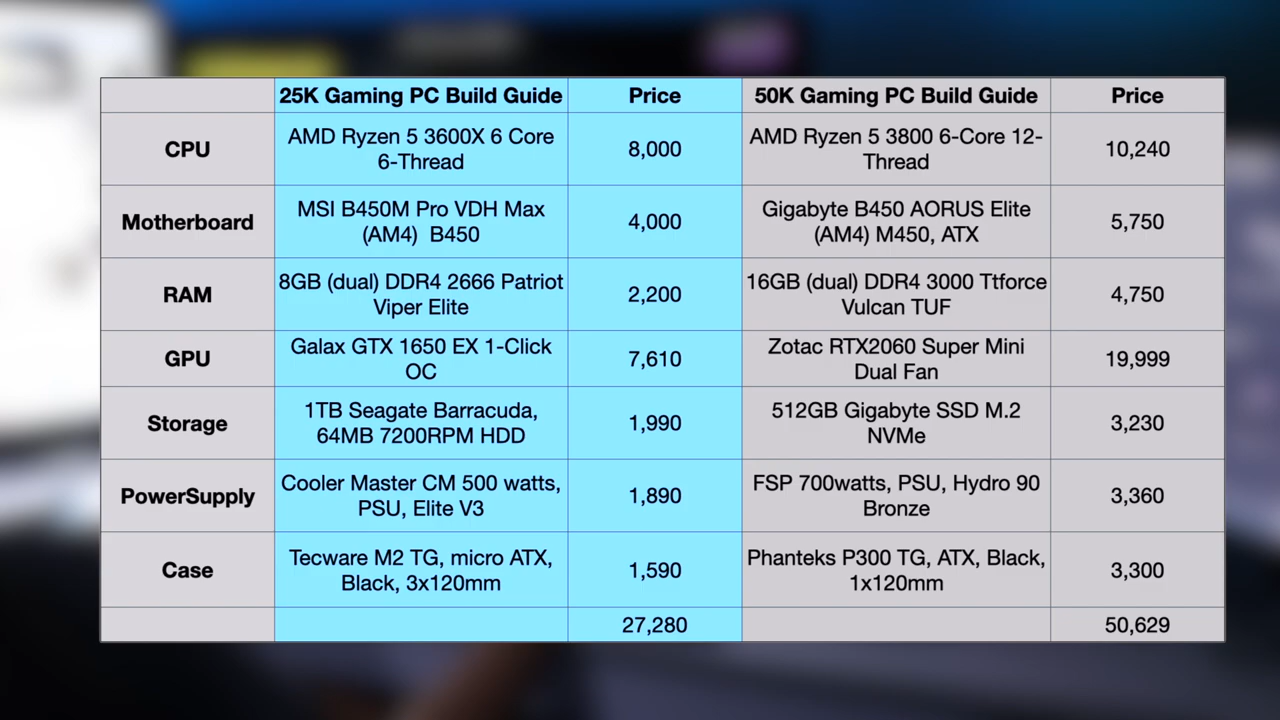 25K Gaming PC Build Guide Price 50K Gaming PC Build Guide Price
CPU
AMD Ryzen 5 3600X 6 Core
6-Thread
8,000
AMD Ryzen 5 3800 6-Core 12-
Thread
10,240
Motherboard
MSI B450M Pro VDH Max
(AM4) B450
4,000
Gigabyte B450 AORUS Elite
(AM4) M450, ATX
5,750
RAM
8GB (dual) DDR4 2666 Patriot
Viper Elite
2,200
16GB (dual) DDR4 3000 Ttforce
Vulcan TUF
4,750
GPU
Galax GTX 1650 EX 1-Click
OC
7,610
Zotac RTX2060 Super Mini
Dual Fan
19,999
Storage
1TB Seagate Barracuda,
64MB 7200RPM HDD
1,990
512GB Gigabyte SSD M.2
NVMe
3,230
PowerSupply
Cooler Master CM 500 watts,
PSU, Elite V3
1,890
FSP 700watts, PSU, Hydro 90
Bronze
3,360
Case
Tecware M2 TG, micro ATX,
Black, 3x120mm
1,590
Phanteks P300 TG, ATX, Black,
1x120mm
3,300
27,280 50,629